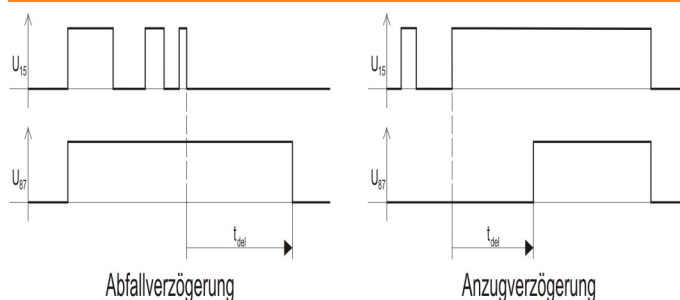 U15
U15
U87
U87
tdel
tdel
Abfallverzögerung
Anzugverzögerung